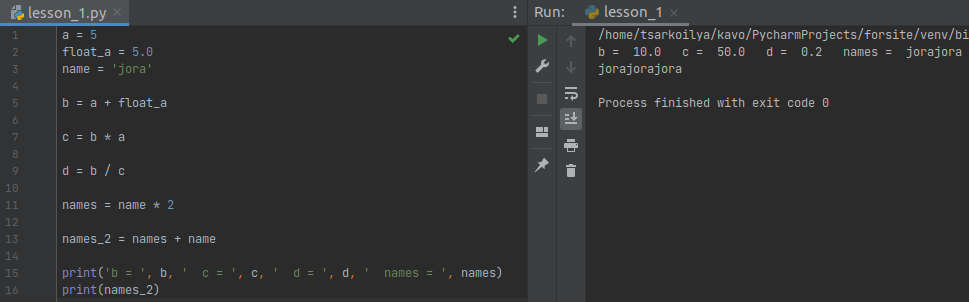 lesson_1.py
1 a = 5
2 float_a = 5.0
3 name = 'jora'
4
5 b = a + float_a
6
7 c = b * a
8
9 d = b / c
10
11 names = name * 2
12
13 names_2 = names + name
14
15 print('b = ', b, '  c = ', c, '  d = ', d, '  names = ', names)
16 print(names_2)
Run: lesson_1
/home/tsarkoilya/kavo/PycharmProjects/forsite/venv/bi
b =  10.0   c =  50.0   d =  0.2   names =  jorajora
jorajorajora
Process finished with exit code 0